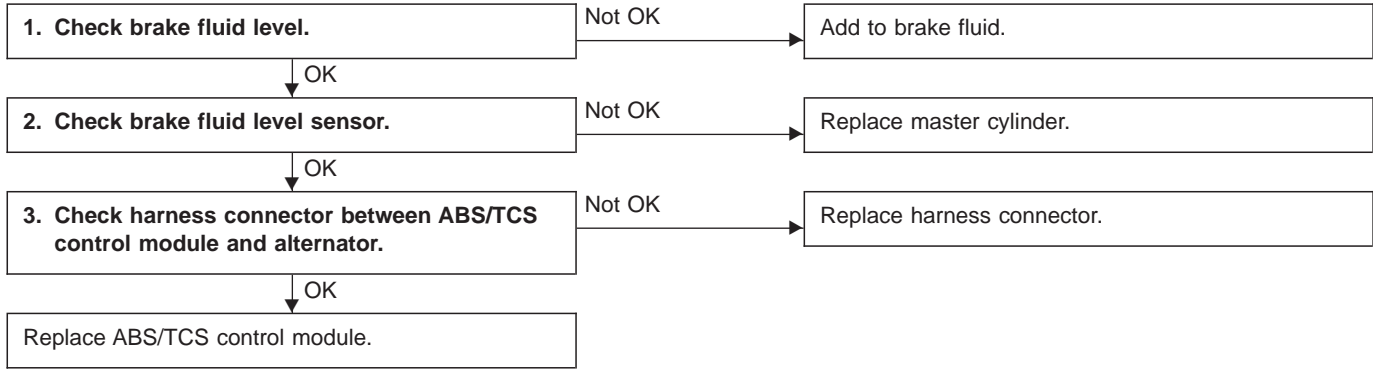 1. Check brake fluid level.
Not OK
Add to brake fluid.
OK
2. Check brake fluid level sensor.
Not OK
Replace master cylinder.
OK
3. Check harness connector between ABS/TCS
control module and alternator.
Not OK
Replace harness connector.
OK
Replace ABS/TCS control module.